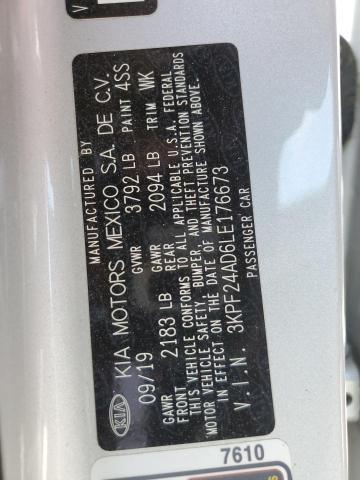 MANUFACTURED BY
KIA KIA MOTORS MEXICO S.A. DE C.V.
09/19 GVWR 3792 LB PAINT 4SS
GAWR FRONT 2183 LB GAWR REAR 2094 LB TRIM WK
THIS VEHICLE CONFORMS TO ALL APPLICABLE U.S.A. FEDERAL
MOTOR VEHICLE SAFETY, BUMPER, AND THEFT PREVENTION STANDARDS
IN EFFECT ON THE DATE OF MANUFACTURE SHOWN ABOVE.
V.I.N. 3KPF24AD6LE176673
PASSENGER CAR
7610
V